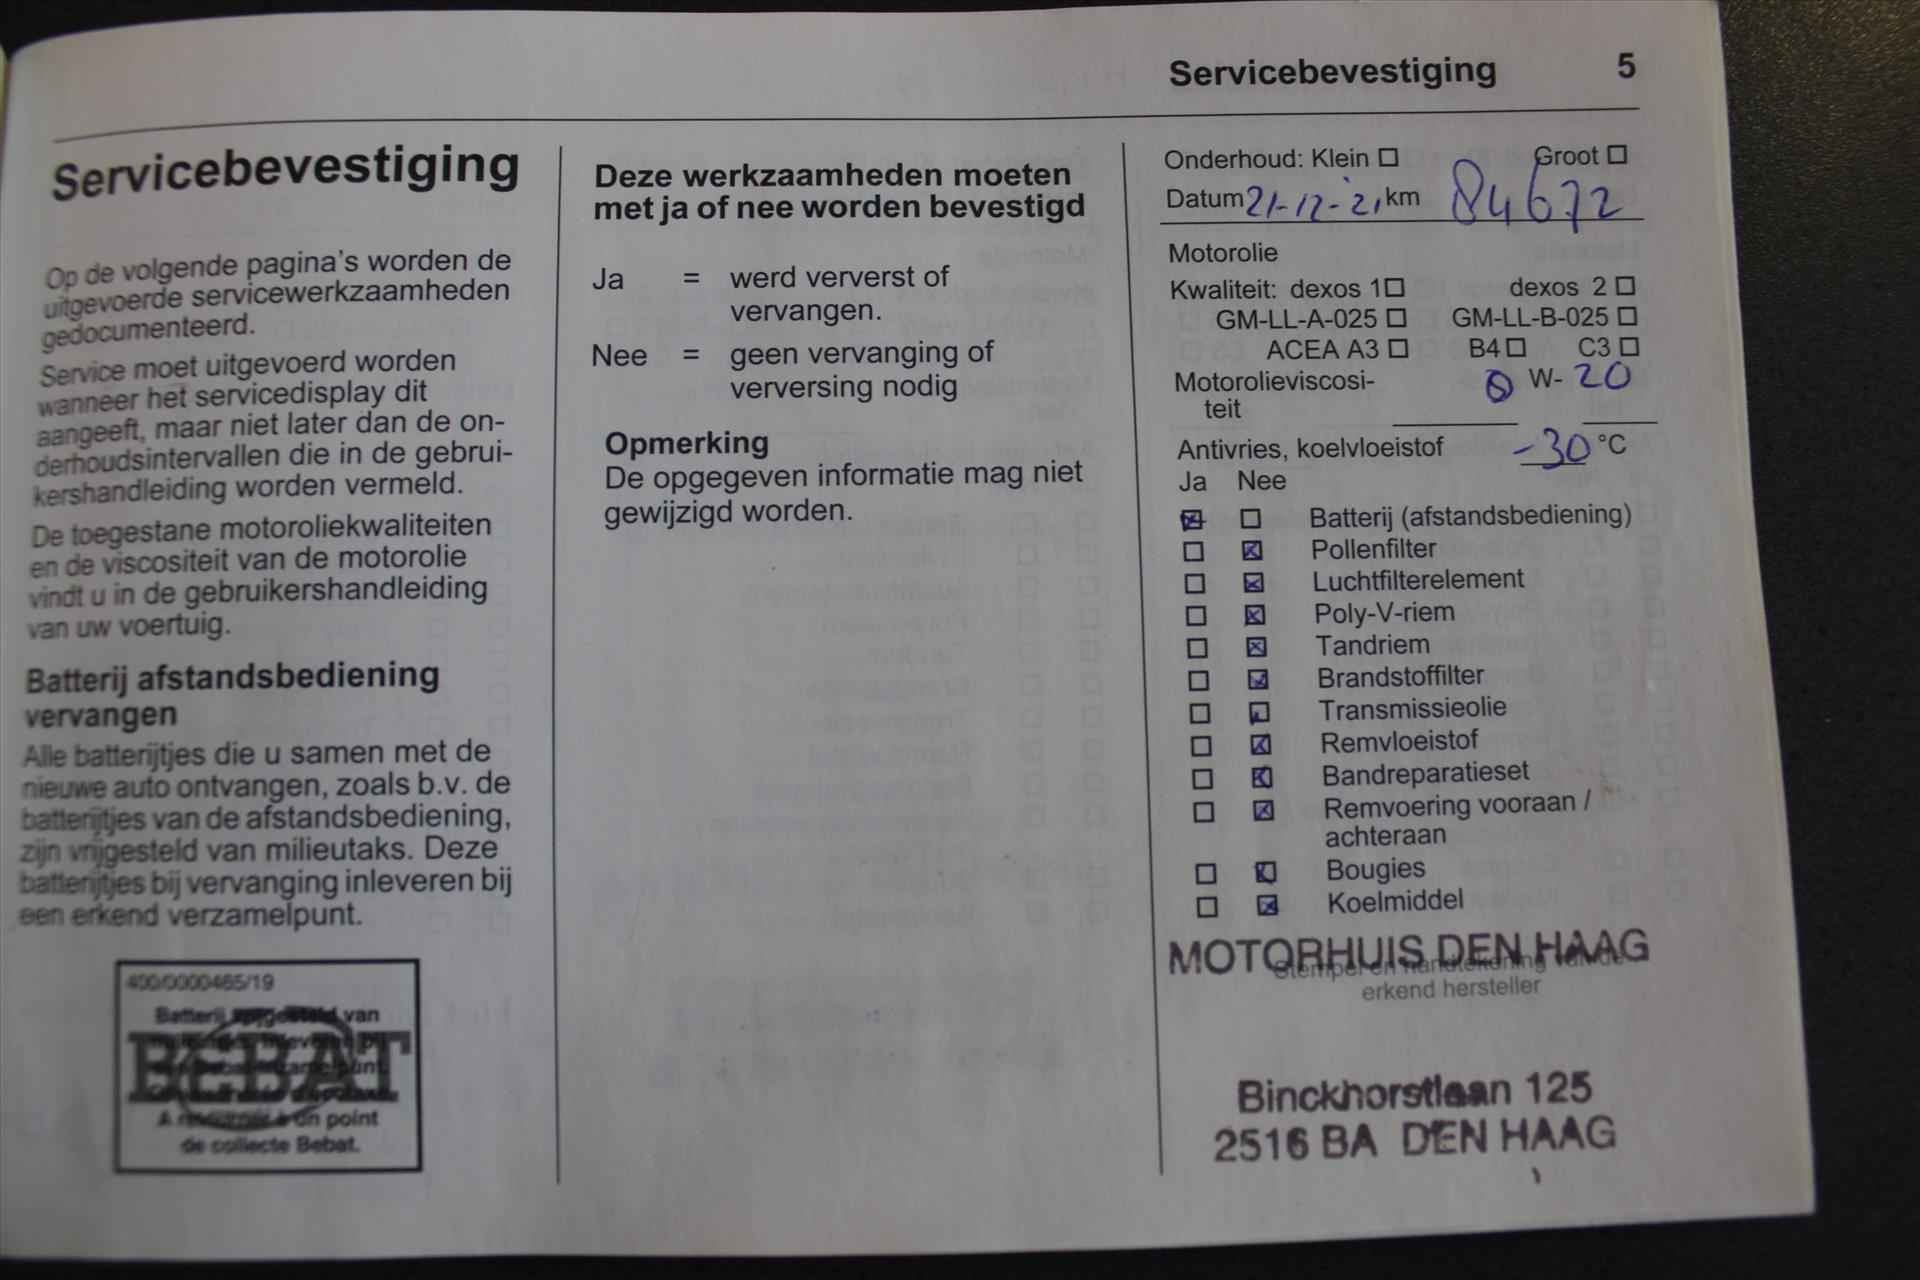 Servicebevestiging 5
Servicebevestiging
Op de volgende pagina's worden de
uitgevoerde servicewerkzaamheden
gedocumenteerd.
Service moet uitgevoerd worden
wanneer het servicedisplay dit
aangeeft, maar niet later dan de on-
derhoudsintervallen die in de gebrui-
kershandleiding worden vermeld.
De toegestane motoroliekwaliteiten
en de viscositeit van de motorolie
vindt u in de gebruikershandleiding
van uw voertuig.
Batterij afstandsbediening
vervangen
Alle batterijtjes die u samen met de
nieuwe auto ontvangen, zoals b.v. de
batterijtjes van de afstandsbediening,
zijn vrijgesteld van milieutaks. Deze
batterijtjes bij vervanging inleveren bij
een erkend verzamelpunt.
400/0000465/19
Batterij van
BEBAT
point
de collecte Bebat.
Deze werkzaamheden moeten
met ja of nee worden bevestigd
Ja = werd ververst of
vervangen.
Nee = geen vervanging of
verversing nodig
Opmerking
De opgegeven informatie mag niet
gewijzigd worden.
Onderhoud: Klein Groot
Datum 21-12-21 km 84672
Motorolie
Kwaliteit: dexos 1 dexos 2
GM-LL-A-025 GM-LL-B-025
ACEA A3 B4 C3
Motorolieviscosi- 0 W- 20
teit
Antivries, koelvloeistof -30 °C
Ja Nee
Batterij (afstandsbediening)
Pollenfilter
Luchtfilterelement
Poly-V-riem
Tandriem
Brandstoffilter
Transmissieolie
Remvloeistof
Bandreparatieset
Remvoering vooraan /
achteraan
Bougies
Koelmiddel
MOTORHUIS DEN HAAG
Stempel en handtekening van de
erkend hersteller
Binckhorstlaan 125
2516 BA DEN HAAG